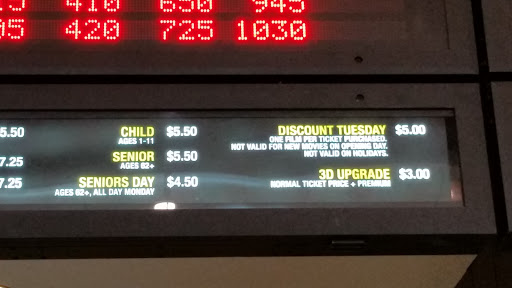 410 650 945
05 420 725 1030
5.50 CHILD $5.50
AGES 1-11
7.25 SENIOR $5.50
AGES 62+
7.25 SENIORS DAY $4.50
AGES 62+, ALL DAY MONDAY
DISCOUNT TUESDAY $5.00
ONE FILM PER TICKET PURCHASED.
NOT VALID FOR NEW MOVIES ON OPENING DAY.
NOT VALID ON HOLIDAYS.
3D UPGRADE $3.00
NORMAL TICKET PRICE + PREMIUM